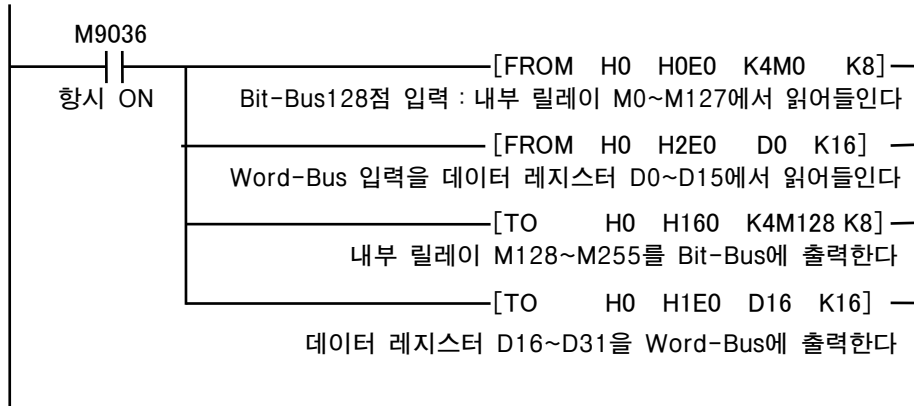 M9036
[FROM H0 H0E0 K4M0 K8]
항시 ON
Bit-Bus128점 입력 : 내부 릴레이 M0~M127에서 읽어들인다
[FROM H0 H2E0 D0 K16]
Word-Bus 입력을 데이터 레지스터 D0~D15에서 읽어들인다
[TO H0 H160 K4M128 K8]
내부 릴레이 M128~M255를 Bit-Bus에 출력한다
[TO H0 H1E0 D16 K16]
데이터 레지스터 D16~D31을 Word-Bus에 출력한다